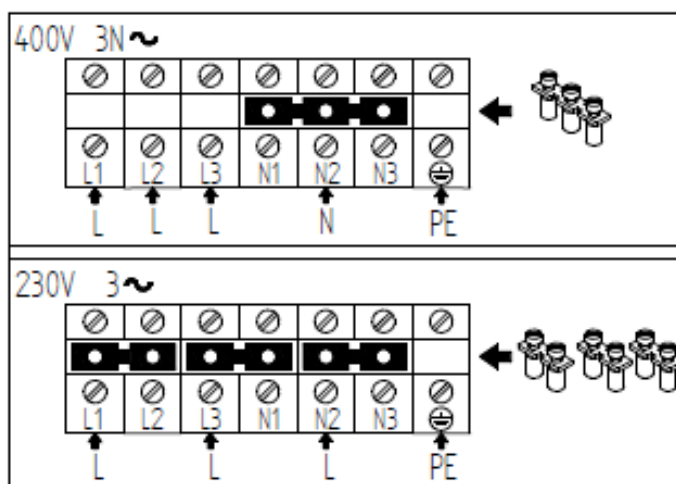 400V 3N~
L1 L2 L3 N1 N2 N3
L L L N PE
230V 3~
L1 L2 L3 N1 N2 N3
L L L PE